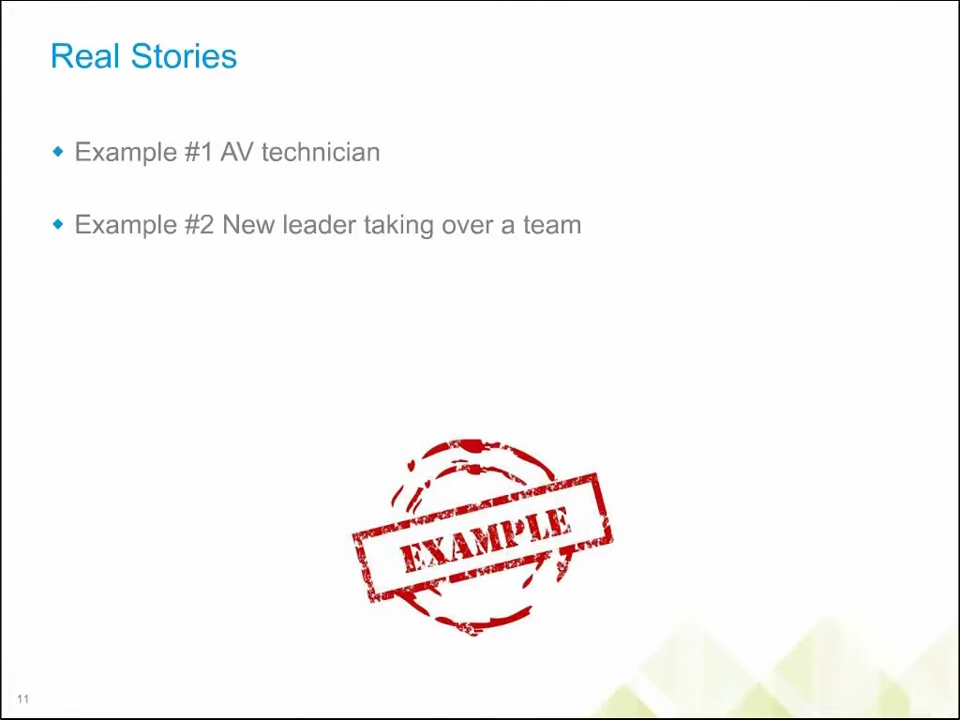 Real Stories
Example #1 AV technician
Example #2 New leader taking over a team
EXAMPLE
11